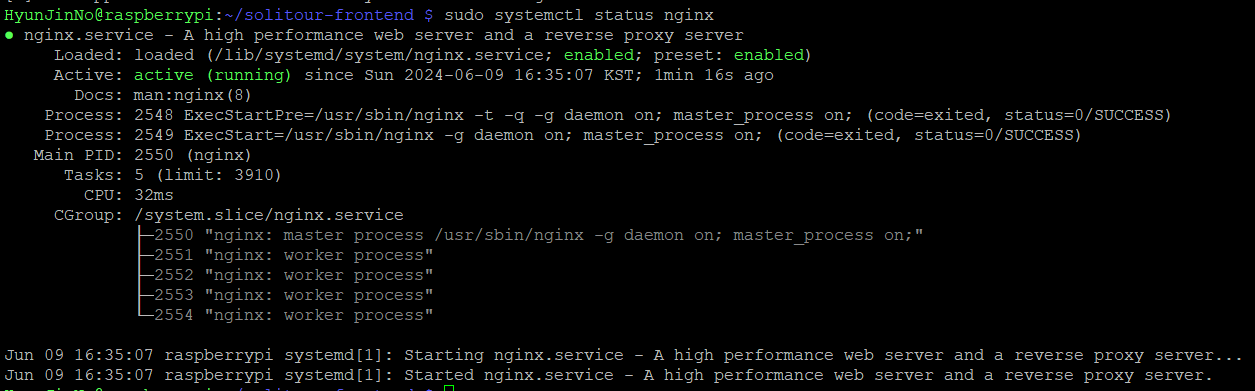 HyunJinNo@raspberrypi:~/solitour-frontend $ sudo systemctl status nginx
● nginx.service - A high performance web server and a reverse proxy server
     Loaded: loaded (/lib/systemd/system/nginx.service; enabled; preset: enabled)
     Active: active (running) since Sun 2024-06-09 16:35:07 KST; 1min 16s ago
       Docs: man:nginx(8)
    Process: 2548 ExecStartPre=/usr/sbin/nginx -t -q -g daemon on; master_process on; (code=exited, status=0/SUCCESS)
    Process: 2549 ExecStart=/usr/sbin/nginx -g daemon on; master_process on; (code=exited, status=0/SUCCESS)
   Main PID: 2550 (nginx)
      Tasks: 5 (limit: 3910)
        CPU: 32ms
     CGroup: /system.slice/nginx.service
             ├─2550 "nginx: master process /usr/sbin/nginx -g daemon on; master_process on;"
             ├─2551 "nginx: worker process"
             ├─2552 "nginx: worker process"
             ├─2553 "nginx: worker process"
             └─2554 "nginx: worker process"

Jun 09 16:35:07 raspberrypi systemd[1]: Starting nginx.service - A high performance web server and a reverse proxy server...
Jun 09 16:35:07 raspberrypi systemd[1]: Started nginx.service - A high performance web server and a reverse proxy server.